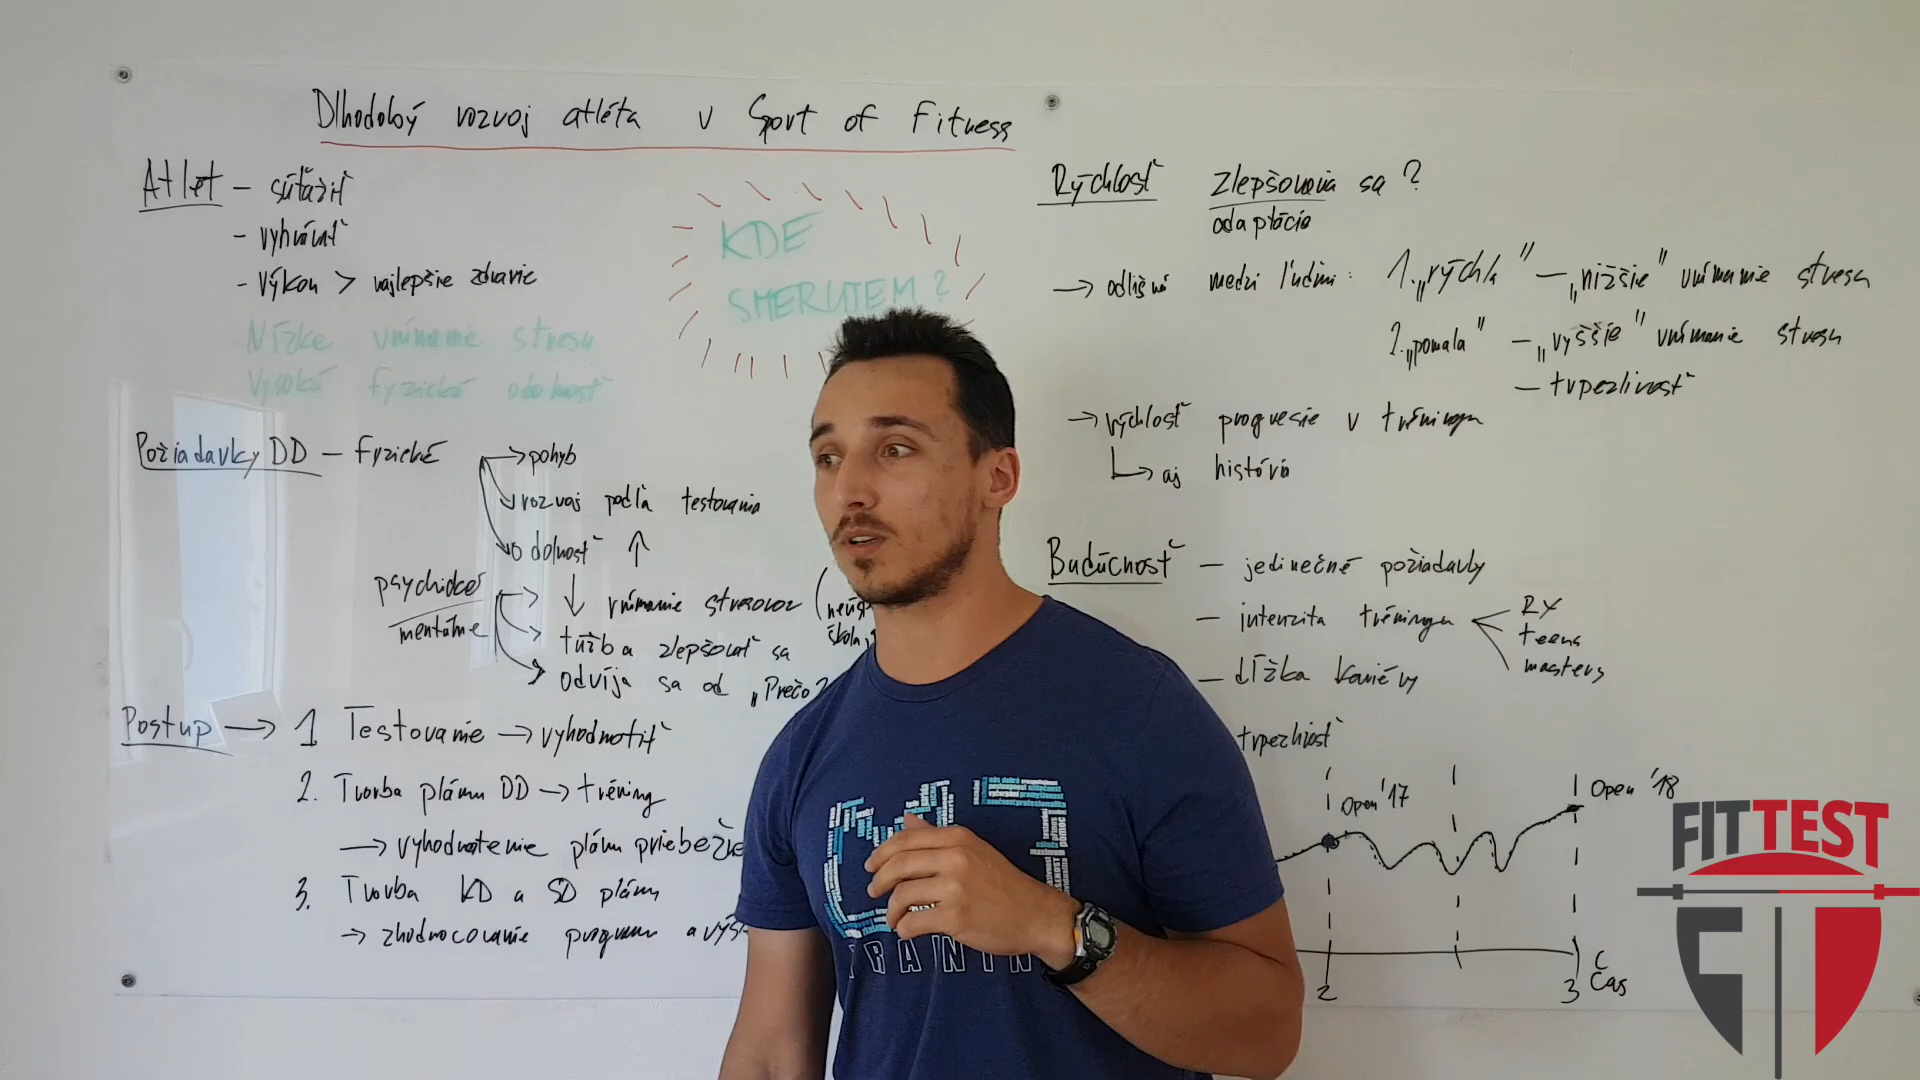 Dlhodobý rozvoj atléta v Sport of Fitness
Atlét - súťažiť
- vyhrávať
- výkon > najlepšie zdravie
Nízke vnímanie stresu
Vysoká fyzická odolnosť
KDE
SMERUJEM?
Požiadavky DD - fyzické
→ pohyb
rozvoj podľa testovania
odolnosť ↑
psychické
mentálne
↓ vnímanie stresorov (
škola,
túžba zlepšovať sa
odvíja sa od „Prečo?
Postup → 1 Testovanie → vyhodnotiť
2. Tvorba plánu DD → tréning
→ vyhodnotenie plánu priebežne
3. Tvorba KD a SD plánu
→ zhodnocovanie programu a
Rýchlosť zlepšovania sa?
adaptácia
→ odlišná medzi ľuďmi: 1. „rýchla" - „nižšie" vnímanie stresu
2. „pomala" - „vyššie" vnímanie stresu
- trpezlivosť
→ rýchlosť progresie v tréningu
→ aj história
Budúcnosť - jedinečné požiadavky
- intenzita tréningu
RX
teens
masters
- dĺžka kariéry
trpezlivosť
Open '17
Open '18
2
3
Čas
TRAININ
FITTEST